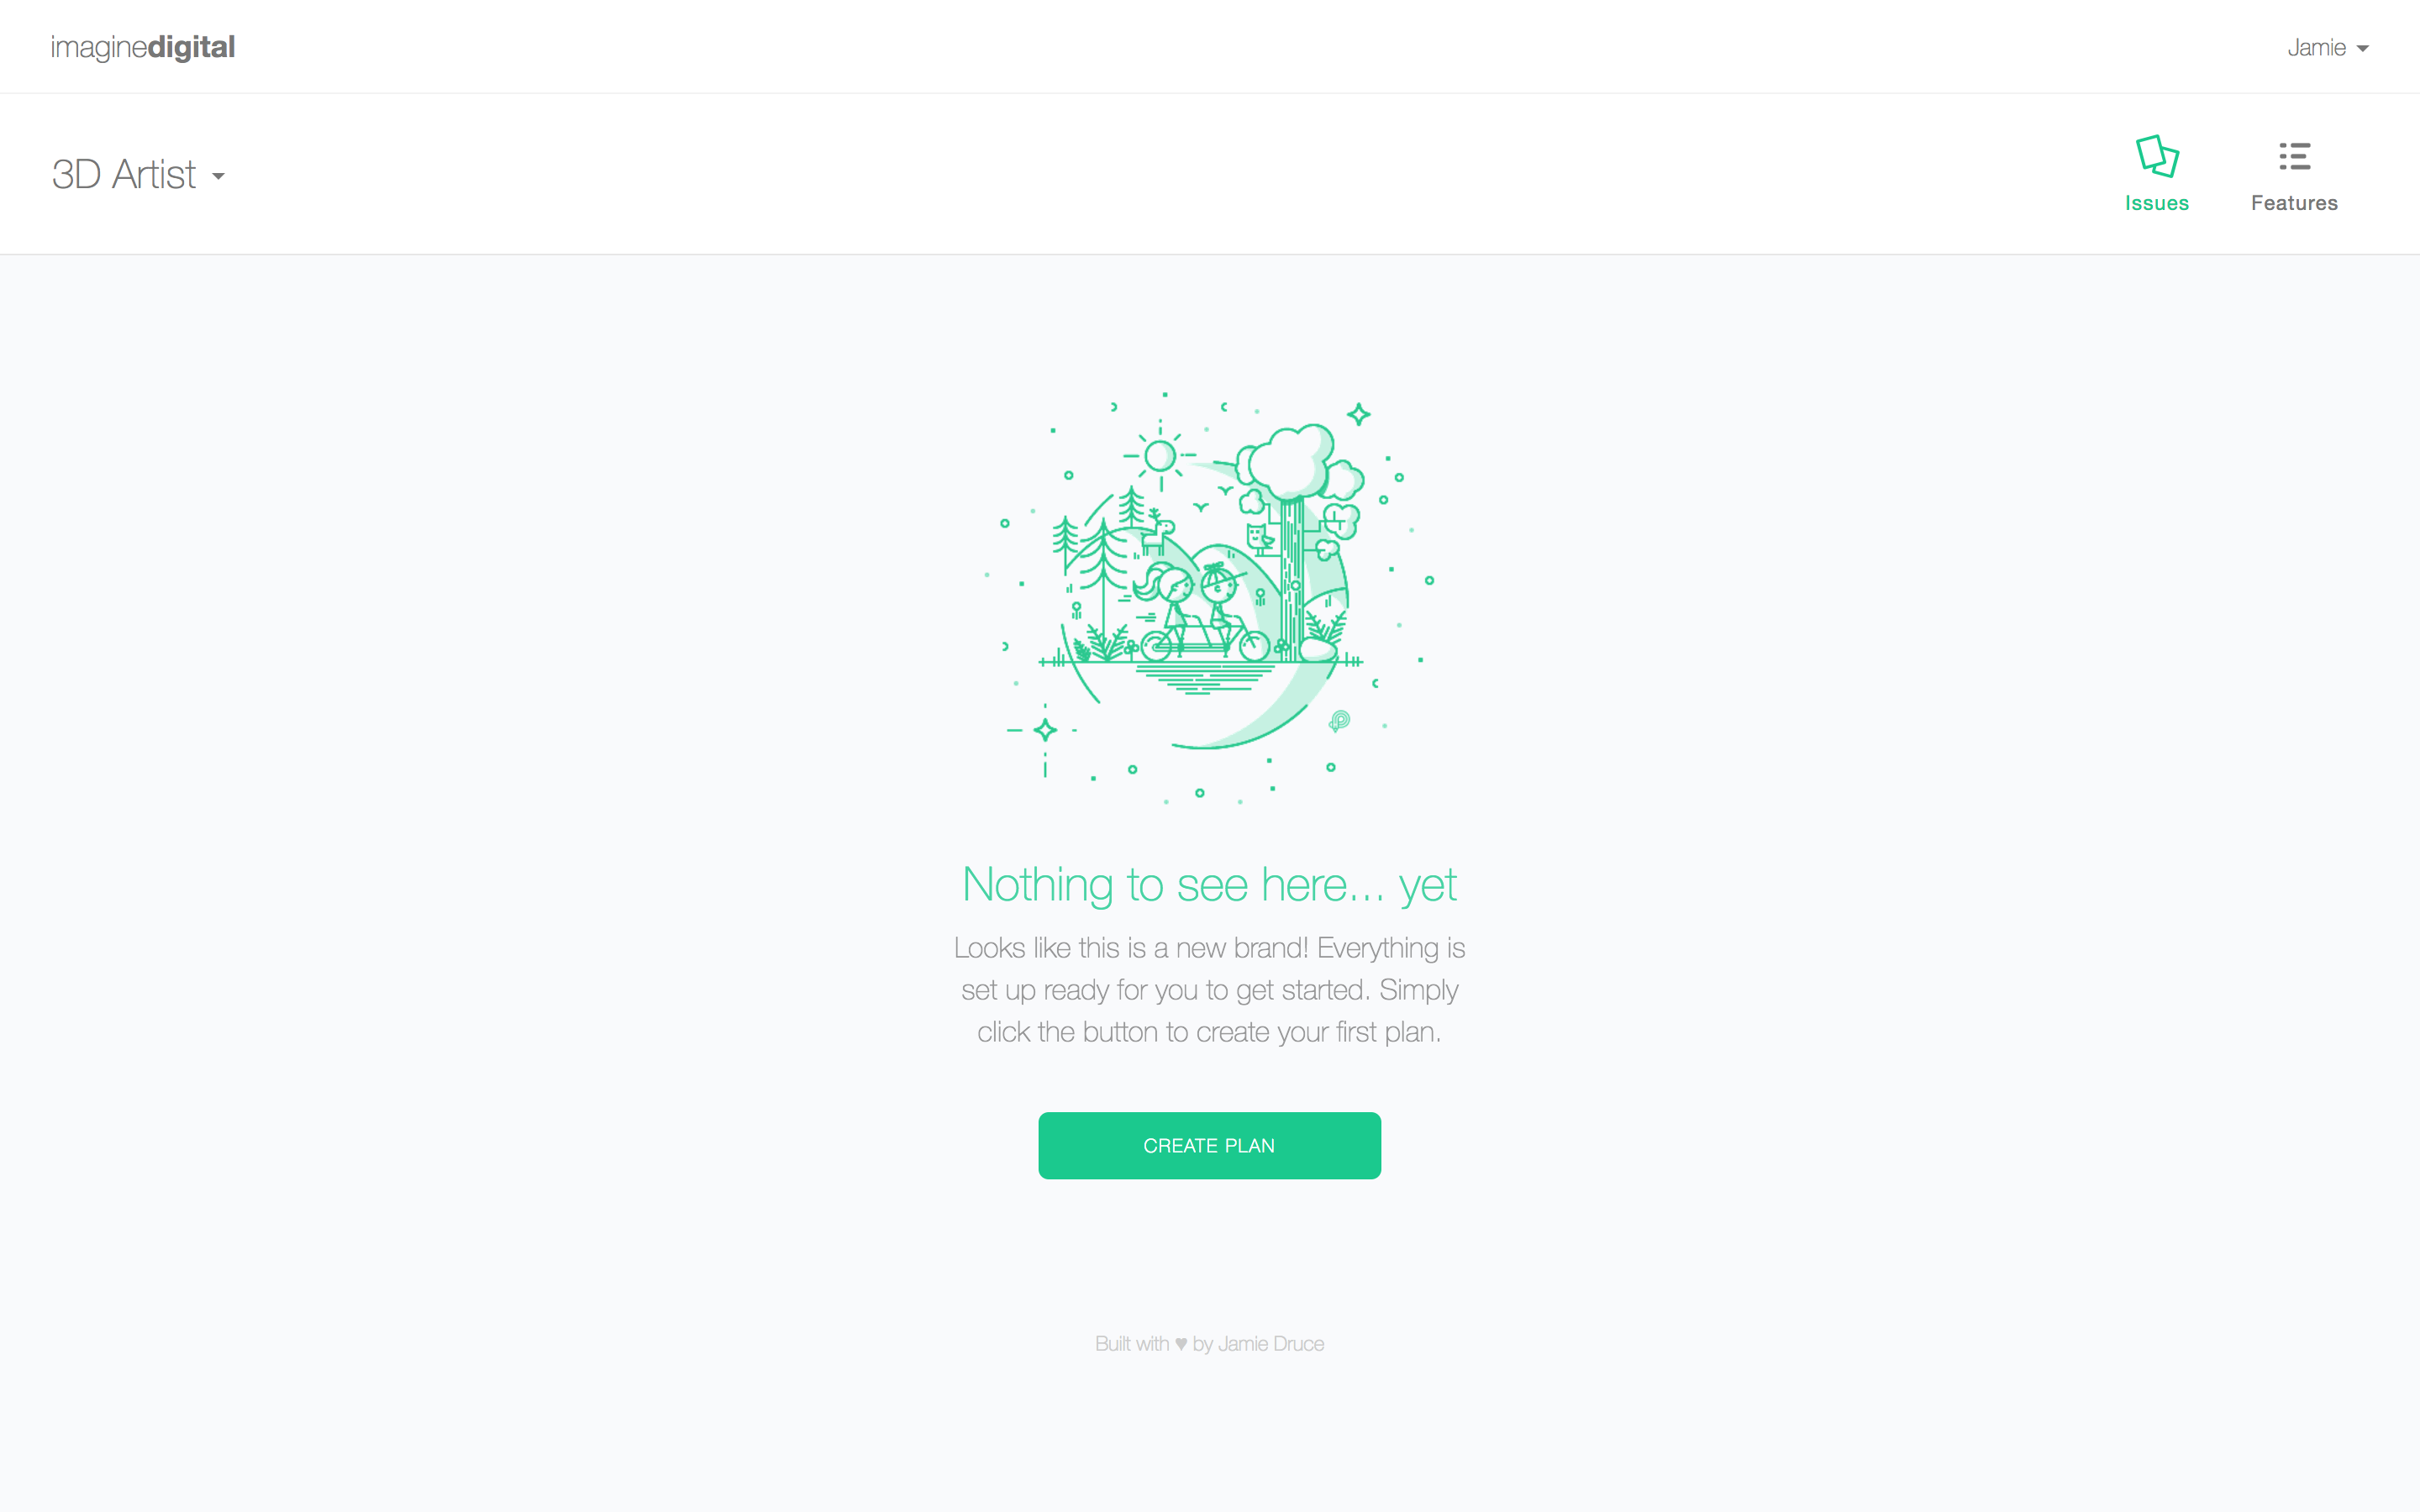 imaginedigital
Jamie
3D Artist
Issues
Features
Nothing to see here... yet
Looks like this is a new brand! Everything is
set up ready for you to get started. Simply
click the button to create your first plan.
CREATE PLAN
Built with ♥ by Jamie Druce